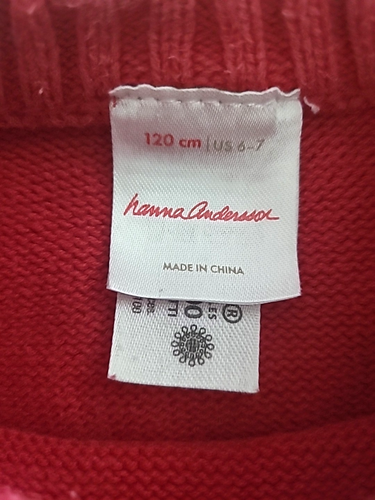 120 cm | US 6-7
hanna andersson
MADE IN CHINA
®